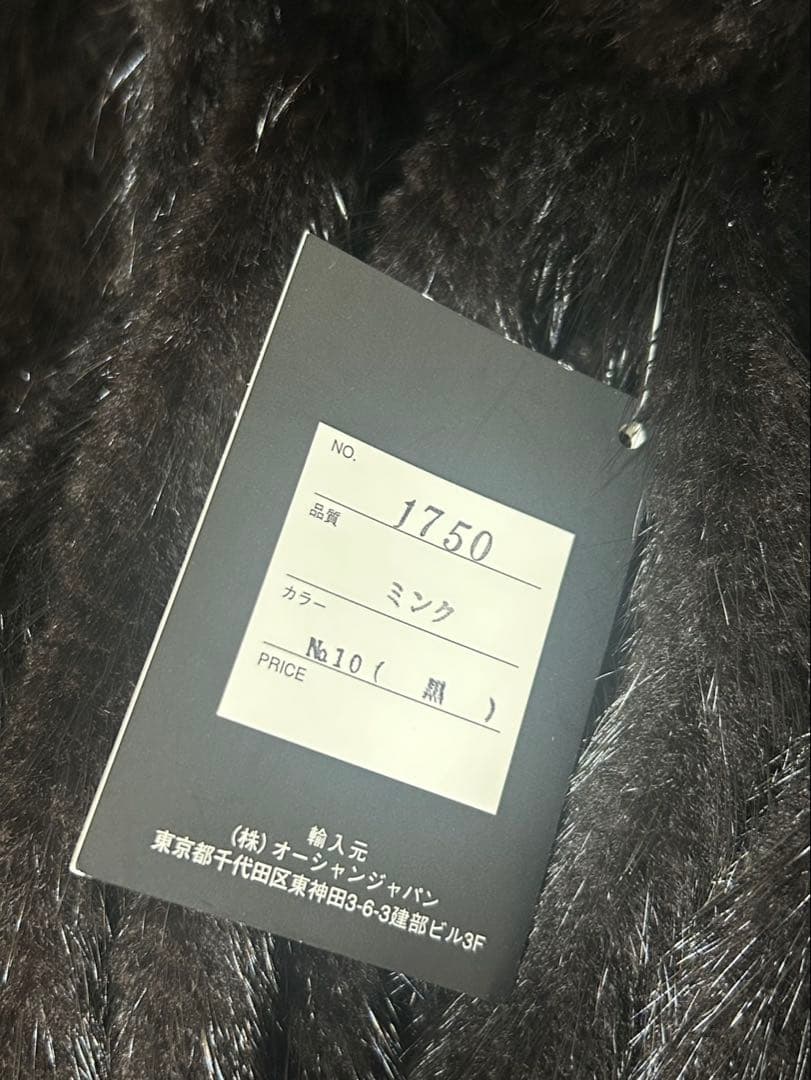 NO.
1750
品質
ミンク
カラー
№10( 黒 )
PRICE
輸入元
(株)オーシャンジャパン
東京都千代田区東神田3-6-3建部ビル3F